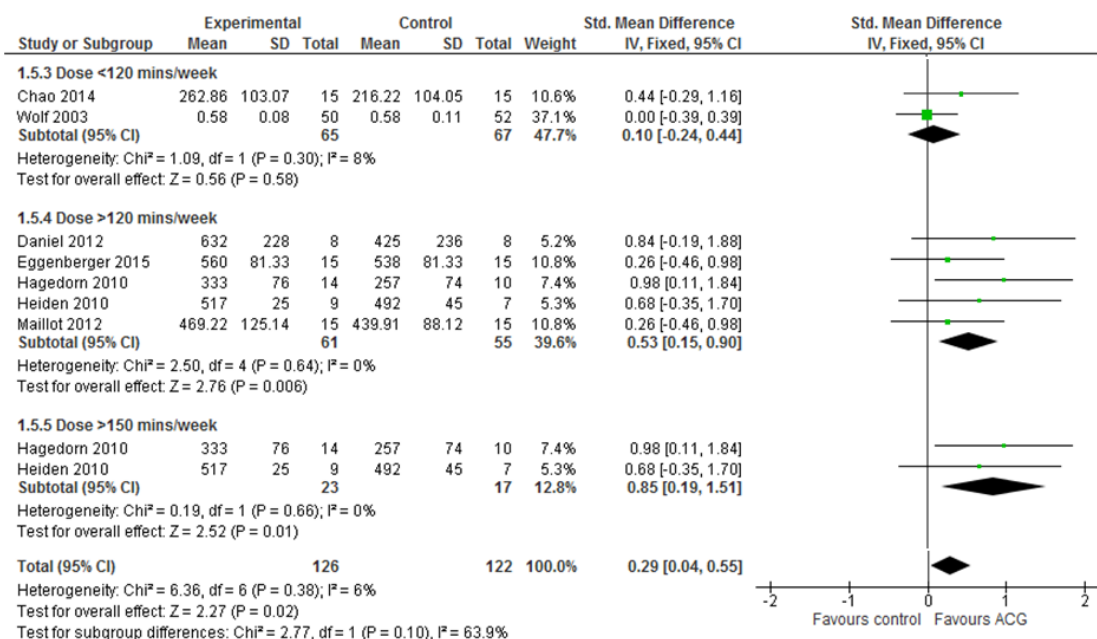 Experimental Control Std. Mean Difference Std. Mean Difference
Study or Subgroup Mean SD Total Mean SD Total Weight IV, Fixed, 95% CI IV, Fixed, 95% CI
1.5.3 Dose <120 mins/week
Chao 2014 262.86 103.07 15 216.22 104.05 15 10.6% 0.44 [-0.29, 1.16]
Wolf 2003 0.58 0.08 50 0.58 0.11 52 37.1% 0.00 [-0.39, 0.39]
Subtotal (95% CI) 65 67 47.7% 0.10 [-0.24, 0.44]
Heterogeneity: Chi² = 1.09, df = 1 (P = 0.30); I² = 8%
Test for overall effect: Z = 0.56 (P = 0.58)
1.5.4 Dose >120 mins/week
Daniel 2012 632 228 8 425 236 8 5.2% 0.84 [-0.19, 1.88]
Eggenberger 2015 560 81.33 15 538 81.33 15 10.8% 0.26 [-0.46, 0.98]
Hagedorn 2010 333 76 14 257 74 10 7.4% 0.98 [0.11, 1.84]
Heiden 2010 517 25 9 492 45 7 5.3% 0.68 [-0.35, 1.70]
Maillot 2012 469.22 125.14 15 439.91 88.12 15 10.8% 0.26 [-0.46, 0.98]
Subtotal (95% CI) 61 55 39.6% 0.53 [0.15, 0.90]
Heterogeneity: Chi² = 2.50, df = 4 (P = 0.64); I² = 0%
Test for overall effect: Z = 2.76 (P = 0.006)
1.5.5 Dose >150 mins/week
Hagedorn 2010 333 76 14 257 74 10 7.4% 0.98 [0.11, 1.84]
Heiden 2010 517 25 9 492 45 7 5.3% 0.68 [-0.35, 1.70]
Subtotal (95% CI) 23 17 12.8% 0.85 [0.19, 1.51]
Heterogeneity: Chi² = 0.19, df = 1 (P = 0.66); I² = 0%
Test for overall effect: Z = 2.52 (P = 0.01)
Total (95% CI) 126 122 100.0% 0.29 [0.04, 0.55]
Heterogeneity: Chi² = 6.36, df = 6 (P = 0.38); I² = 6%
Test for overall effect: Z = 2.27 (P = 0.02)
Test for subgroup differences: Chi² = 2.77, df = 1 (P = 0.10), I² = 63.9%
-2 -1 0 1 2
Favours control Favours ACG